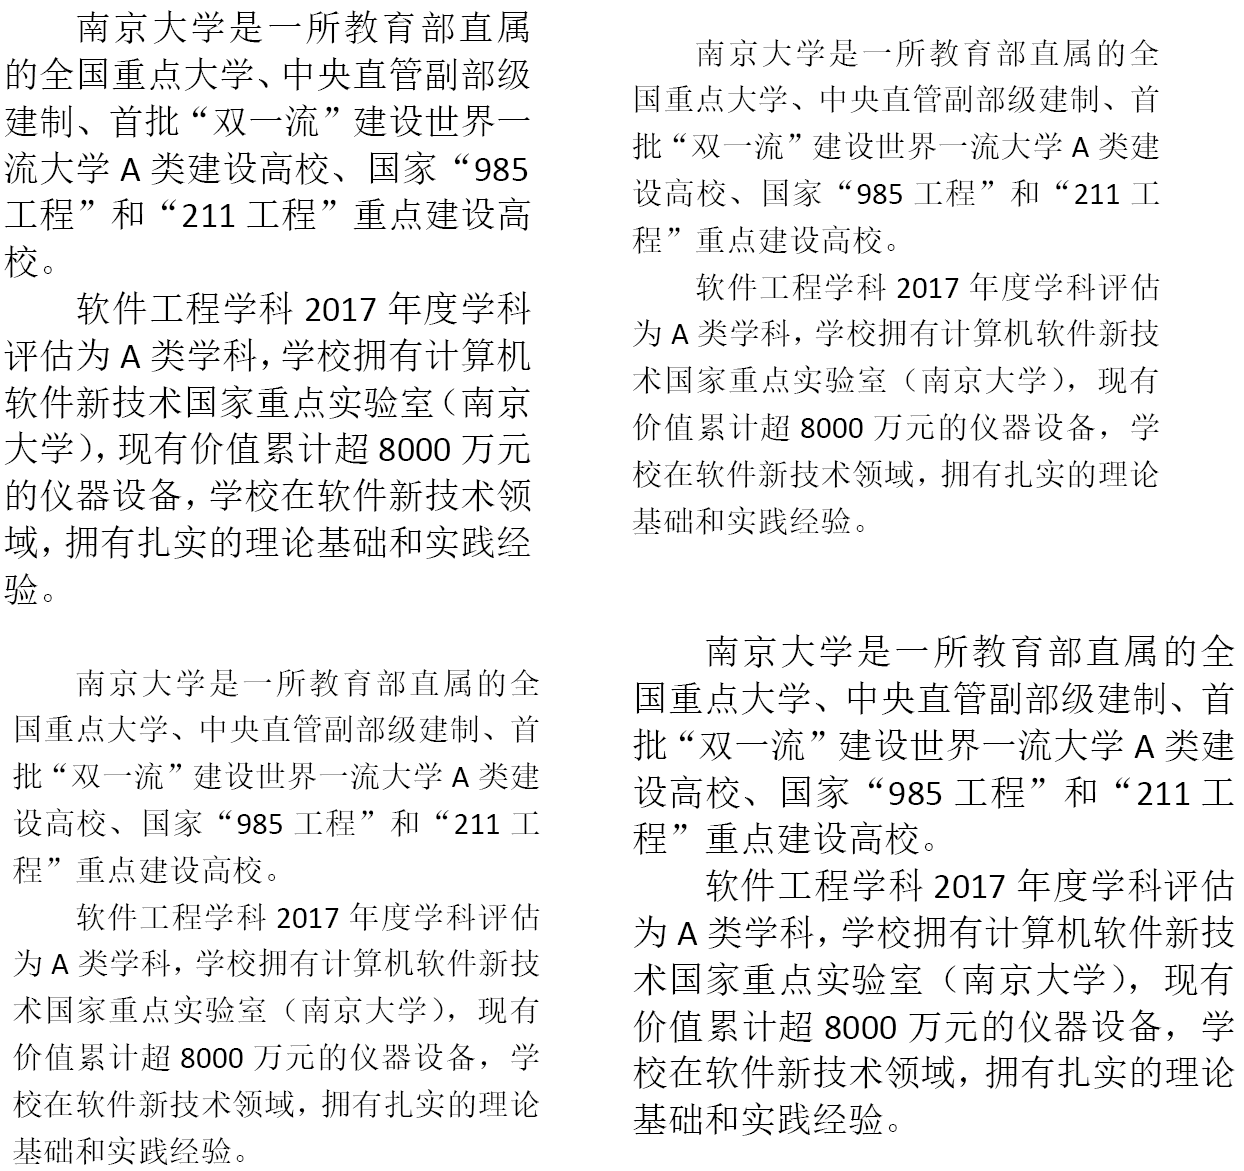 南京大学是一所教育部直属
的全国重点大学、中央直管副部级
建制、首批“双一流”建设世界一
流大学 A 类建设高校、国家“985
工程”和“211 工程”重点建设高
校。
软件工程学科 2017 年度学科
评估为 A 类学科，学校拥有计算机
软件新技术国家重点实验室（南京
大学），现有价值累计超 8000 万元
的仪器设备，学校在软件新技术领
域，拥有扎实的理论基础和实践经
验。
南京大学是一所教育部直属的全
国重点大学、中央直管副部级建制、首
批“双一流”建设世界一流大学 A 类建
设高校、国家“985 工程”和“211 工
程”重点建设高校。
软件工程学科 2017 年度学科评估
为 A 类学科，学校拥有计算机软件新技
术国家重点实验室（南京大学），现有
价值累计超 8000 万元的仪器设备，学
校在软件新技术领域，拥有扎实的理论
基础和实践经验。
南京大学是一所教育部直属的全
国重点大学、中央直管副部级建制、首
批“双一流”建设世界一流大学 A 类建
设高校、国家“985 工程”和“211 工
程”重点建设高校。
软件工程学科 2017 年度学科评估
为 A 类学科，学校拥有计算机软件新技
术国家重点实验室（南京大学），现有
价值累计超 8000 万元的仪器设备，学
校在软件新技术领域，拥有扎实的理论
基础和实践经验。
南京大学是一所教育部直属的全
国重点大学、中央直管副部级建制、首
批“双一流”建设世界一流大学 A 类建
设高校、国家“985 工程”和“211 工
程”重点建设高校。
软件工程学科 2017 年度学科评估
为 A 类学科，学校拥有计算机软件新技
术国家重点实验室（南京大学），现有
价值累计超 8000 万元的仪器设备，学
校在软件新技术领域，拥有扎实的理论
基础和实践经验。